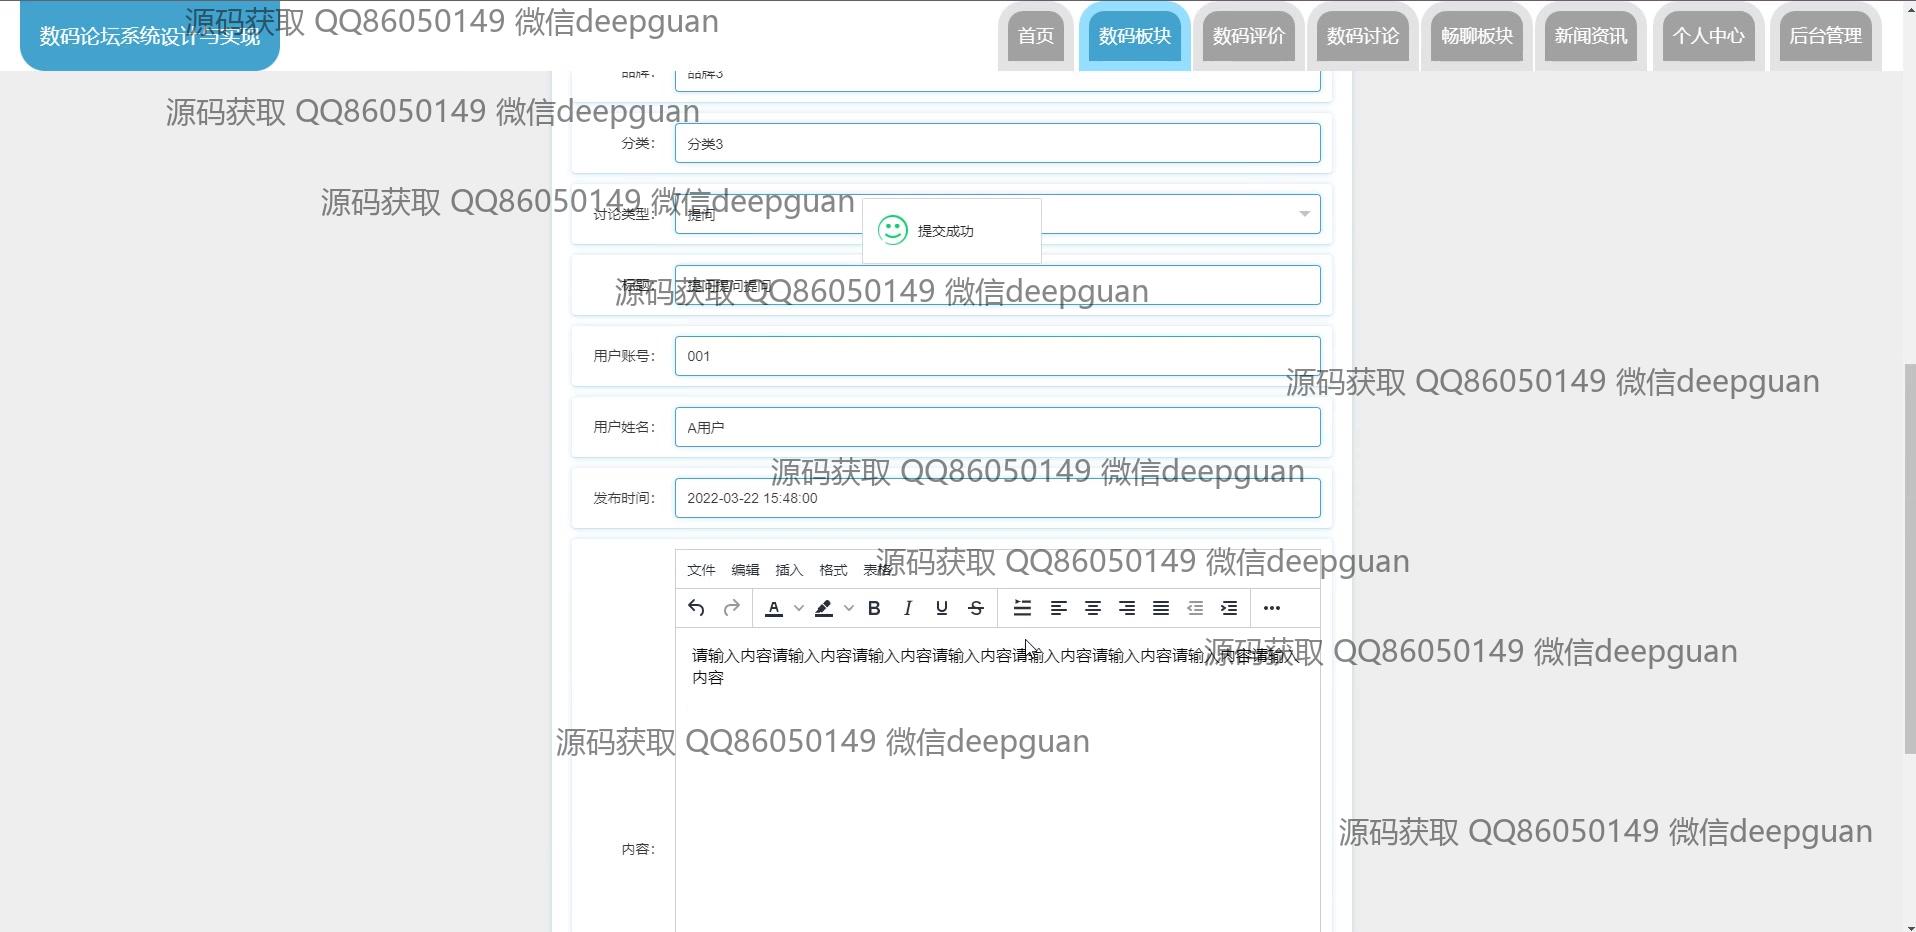 数码论坛系统设计与实现
首页
数码板块
数码评价
数码讨论
畅聊板块
新闻资讯
个人中心
后台管理
源码获取 QQ86050149 微信deepguan
品牌： 品牌3
源码获取 QQ86050149 微信deepguan
分类： 分类3
源码获取 QQ86050149 微信deepguan
讨论类型： 提问
提交成功
标题： 提问提问提问
源码获取 QQ86050149 微信deepguan
用户账号： 001
源码获取 QQ86050149 微信deepguan
用户姓名： A用户
源码获取 QQ86050149 微信deepguan
发布时间： 2022-03-22 15:48:00
源码获取 QQ86050149 微信deepguan
文件 编辑 插入 格式 表格
A B I U S
源码获取 QQ86050149 微信deepguan
请输入内容请输入内容请输入内容请输入内容请输入内容请输入内容请输入内容请输入
内容
源码获取 QQ86050149 微信deepguan
源码获取 QQ86050149 微信deepguan
内容：